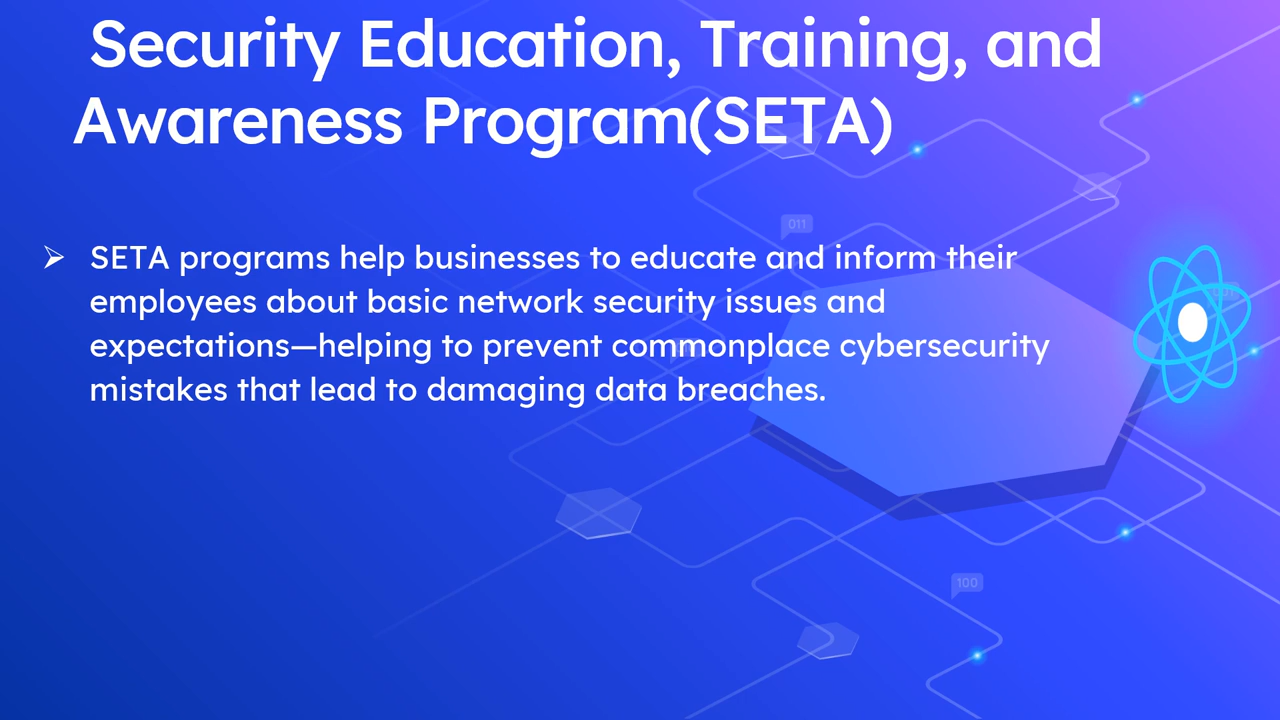 Security Education, Training, and
Awareness Program(SETA)
011
➢ SETA programs help businesses to educate and inform their
employees about basic network security issues and
expectations—helping to prevent commonplace cybersecurity
mistakes that lead to damaging data breaches.
100